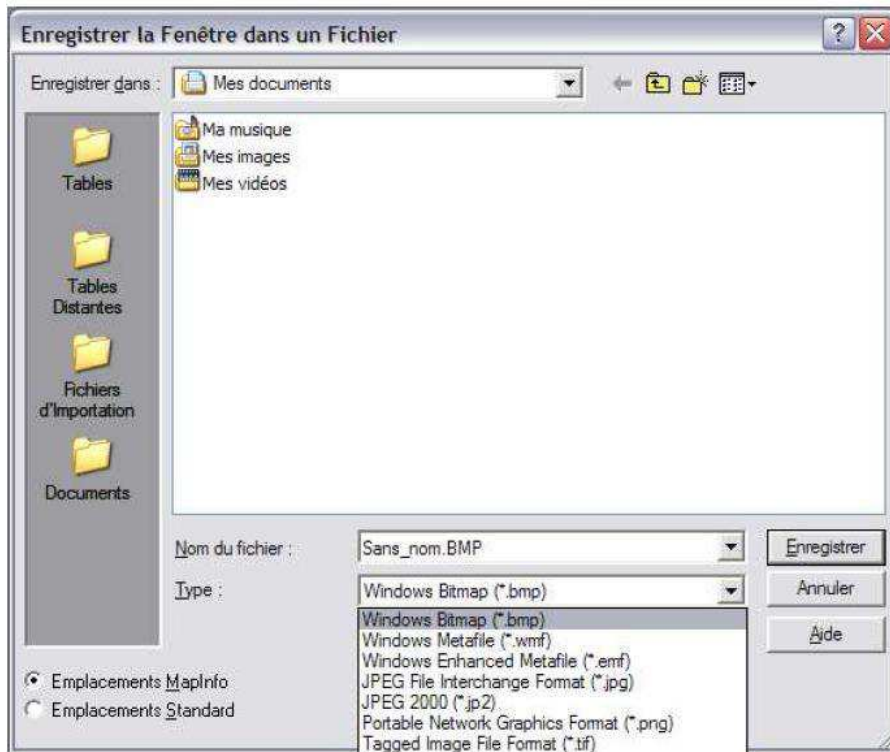 Enregistrer la Fenêtre dans un Fichier
Enregistrer dans :
Mes documents
Tables
Tables
Distantes
Fichiers
d'Importation
Documents
Ma musique
Mes images
Mes vidéos
Nom du fichier :
Sans_nom.BMP
Enregistrer
Type :
Windows Bitmap (*.bmp)
Annuler
Windows Bitmap (*.bmp)
Windows Metafile (*.wmf)
Aide
Windows Enhanced Metafile (*.emf)
JPEG File Interchange Format (*.jpg)
JPEG 2000 (*.jp2)
Portable Network Graphics Format (*.png)
Tagged Image File Format (*.tif)
Emplacements MapInfo
Emplacements Standard